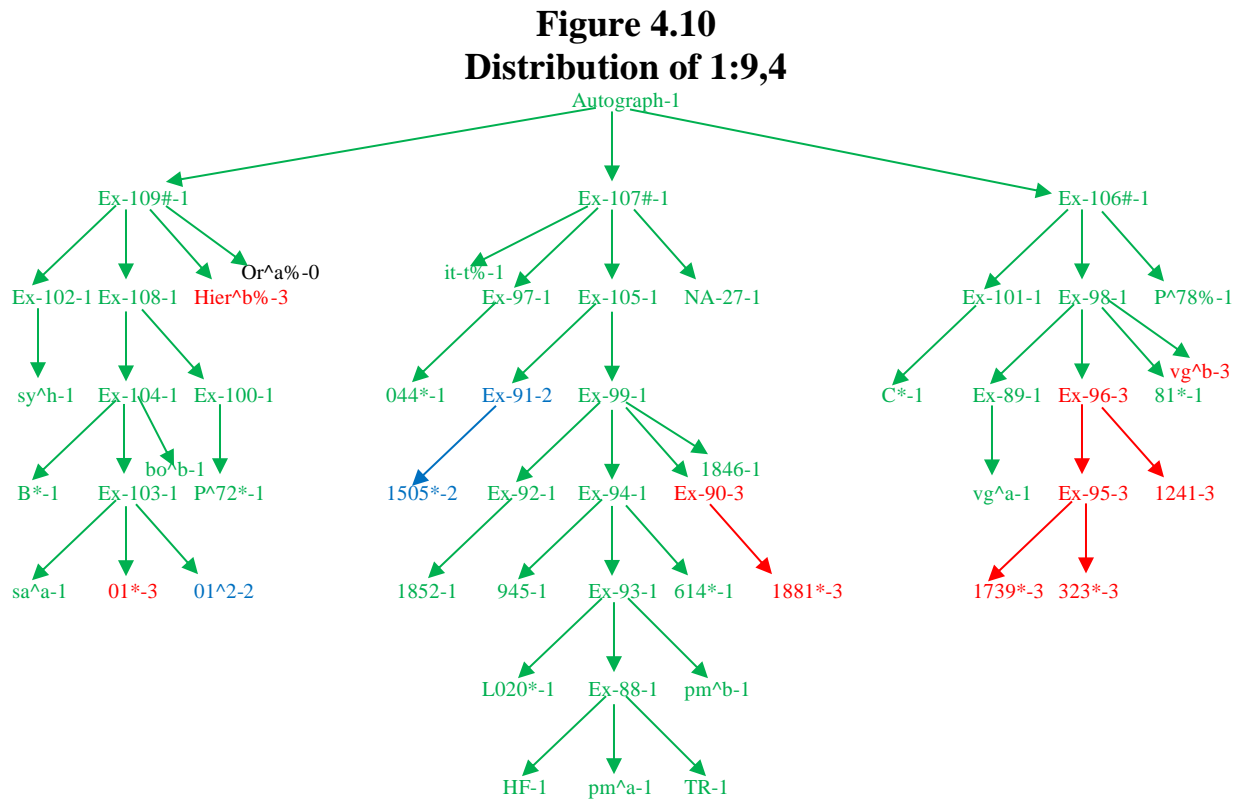 Figure 4.10
Distribution of 1:9,4
Autograph-1
Ex-109#-1 Ex-107#-1 Ex-106#-1
Or^a%-0 it-t%-1
Ex-102-1 Ex-108-1 Hier^b%-3 Ex-97-1 Ex-105-1 NA-27-1 Ex-101-1 Ex-98-1 P^78%-1
vg^b-3
sy^h-1 Ex-104-1 Ex-100-1 044*-1 Ex-91-2 Ex-99-1 C*-1 Ex-89-1 Ex-96-3 81*-1
bo^b-1 1846-1
B*-1 Ex-103-1 P^72*-1 1505*-2 Ex-92-1 Ex-94-1 Ex-90-3 vg^a-1 Ex-95-3 1241-3
sa^a-1 01*-3 01^2-2 1852-1 945-1 Ex-93-1 614*-1 1881*-3 1739*-3 323*-3
L020*-1 Ex-88-1 pm^b-1
HF-1 pm^a-1 TR-1